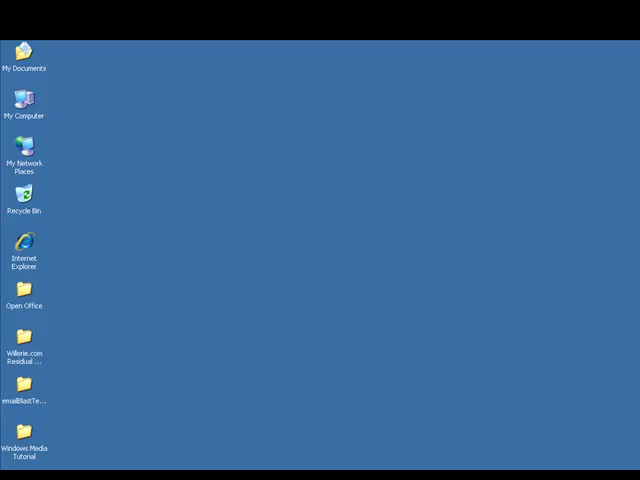 My Documents
My Computer
My Network
Places
Recycle Bin
Internet
Explorer
Open Office
Willerie.com
Residual ...
emailBlastTe...
Windows Media
Tutorial